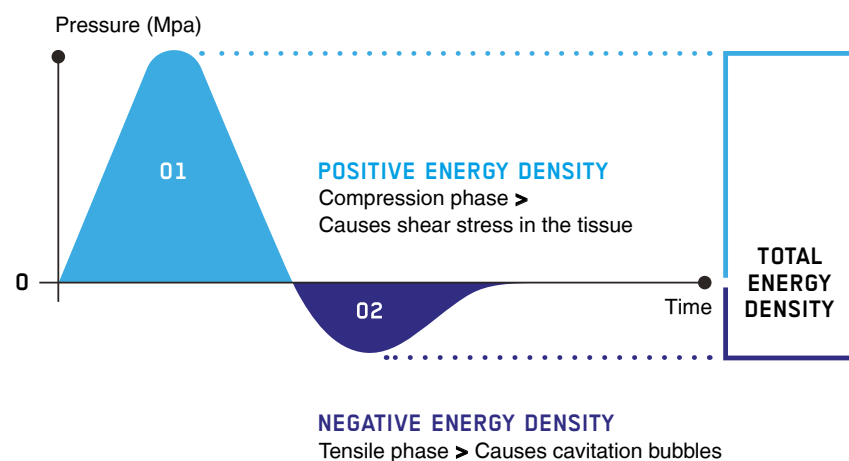 Pressure (Mpa)
01
POSITIVE ENERGY DENSITY
Compression phase >
Causes shear stress in the tissue
TOTAL
ENERGY
DENSITY
0
02
Time
NEGATIVE ENERGY DENSITY
Tensile phase > Causes cavitation bubbles